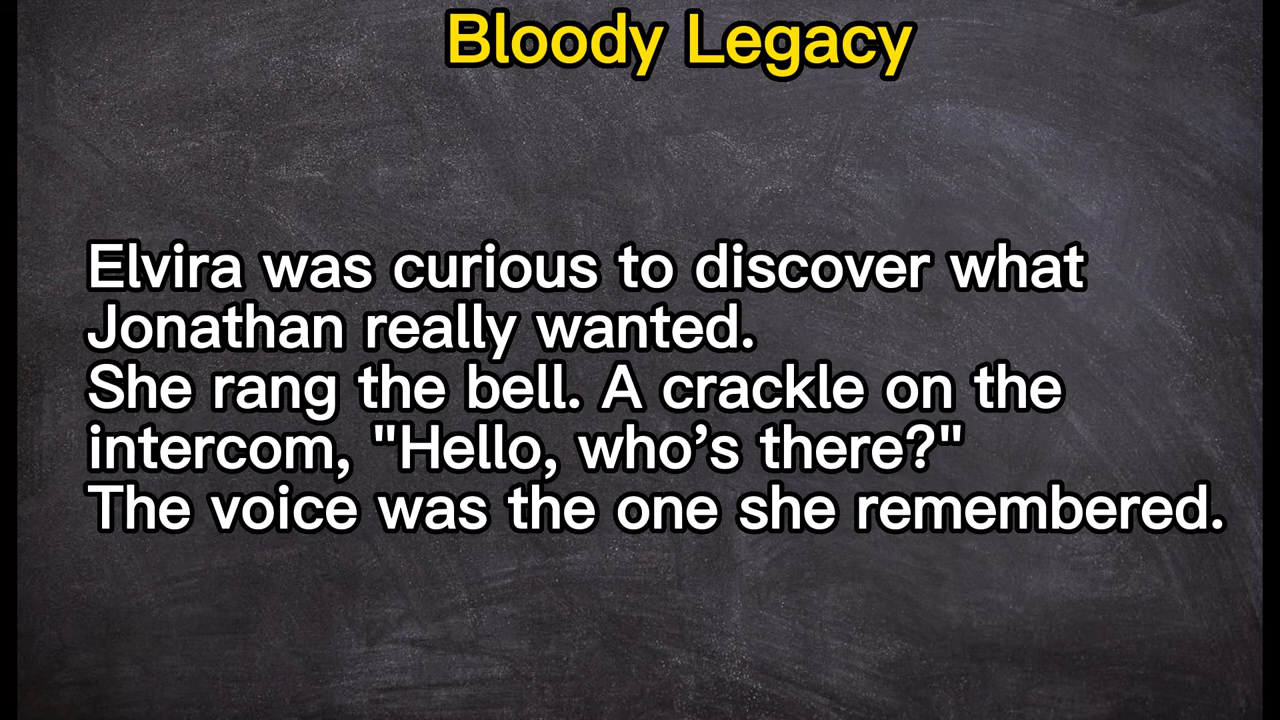 Bloody Legacy
Elvira was curious to discover what
Jonathan really wanted.
She rang the bell. A crackle on the
intercom, "Hello, who’s there?"
The voice was the one she remembered.